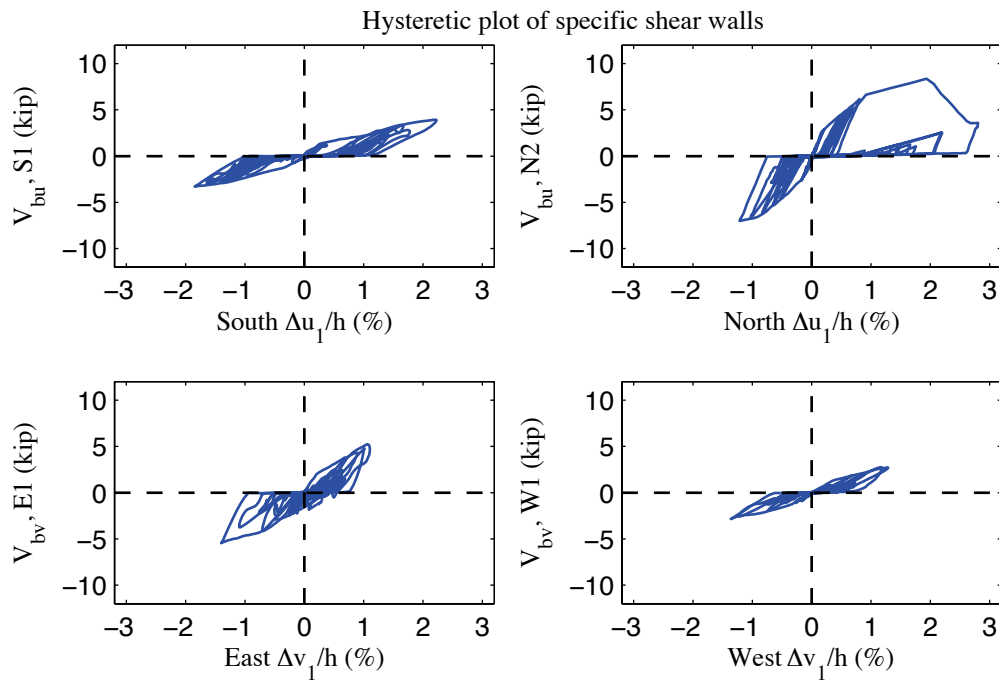 Hysteretic plot of specific shear walls
V_bu, S1 (kip)
10
5
0
−5
−10
−3 −2 −1 0 1 2 3
South Δu_1/h (%)
V_bu, N2 (kip)
10
5
0
−5
−10
−3 −2 −1 0 1 2 3
North Δu_1/h (%)
V_bv, E1 (kip)
10
5
0
−5
−10
−3 −2 −1 0 1 2 3
East Δv_1/h (%)
V_bv, W1 (kip)
10
5
0
−5
−10
−3 −2 −1 0 1 2 3
West Δv_1/h (%)